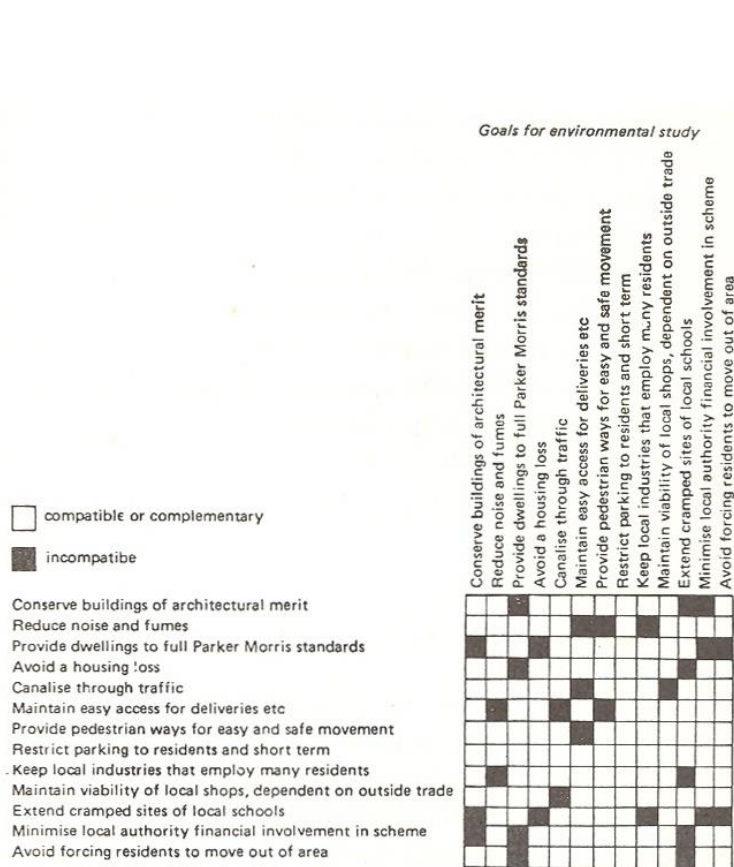 Goals for environmental study
Conserve buildings of architectural merit
Reduce noise and fumes
Provide dwellings to full Parker Morris standards
Avoid a housing loss
Canalise through traffic
Maintain easy access for deliveries etc
Provide pedestrian ways for easy and safe movement
Restrict parking to residents and short term
Keep local industries that employ many residents
Maintain viability of local shops, dependent on outside trade
Extend cramped sites of local schools
Minimise local authority financial involvement in scheme
Avoid forcing residents to move out of area
compatible or complementary
incompatibe
Conserve buildings of architectural merit
Reduce noise and fumes
Provide dwellings to full Parker Morris standards
Avoid a housing loss
Canalise through traffic
Maintain easy access for deliveries etc
Provide pedestrian ways for easy and safe movement
Restrict parking to residents and short term
Keep local industries that employ many residents
Maintain viability of local shops, dependent on outside trade
Extend cramped sites of local schools
Minimise local authority financial involvement in scheme
Avoid forcing residents to move out of area